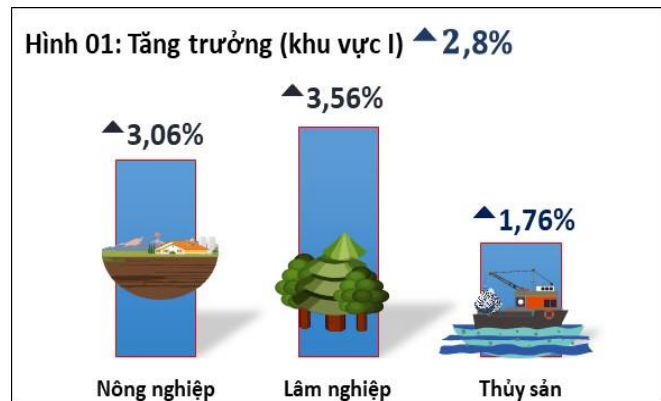 Hình 01: Tăng trưởng (khu vực I) 2,8%
3,06%
3,56%
1,76%
Nông nghiệp
Lâm nghiệp
Thủy sản